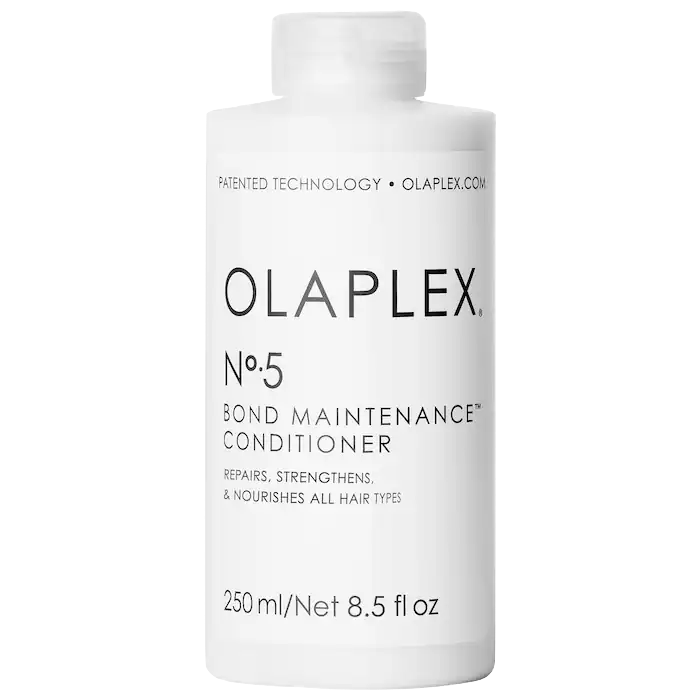 PATENTED TECHNOLOGY • OLAPLEX.COM
OLAPLEX®
Nº.5
BOND MAINTENANCE™
CONDITIONER
REPAIRS, STRENGTHENS,
& NOURISHES ALL HAIR TYPES
250 ml/Net 8.5 fl oz